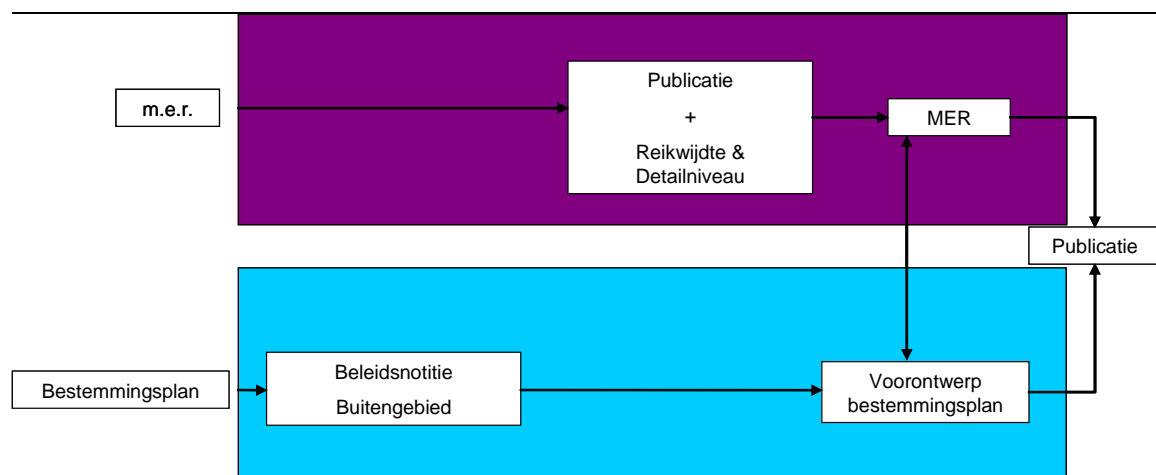 m.e.r.
Publicatie
+
Reikwijdte &
Detailniveau
MER
Publicatie
Bestemmingsplan
Beleidsnotitie
Buitengebied
Voorontwerp
bestemmingsplan